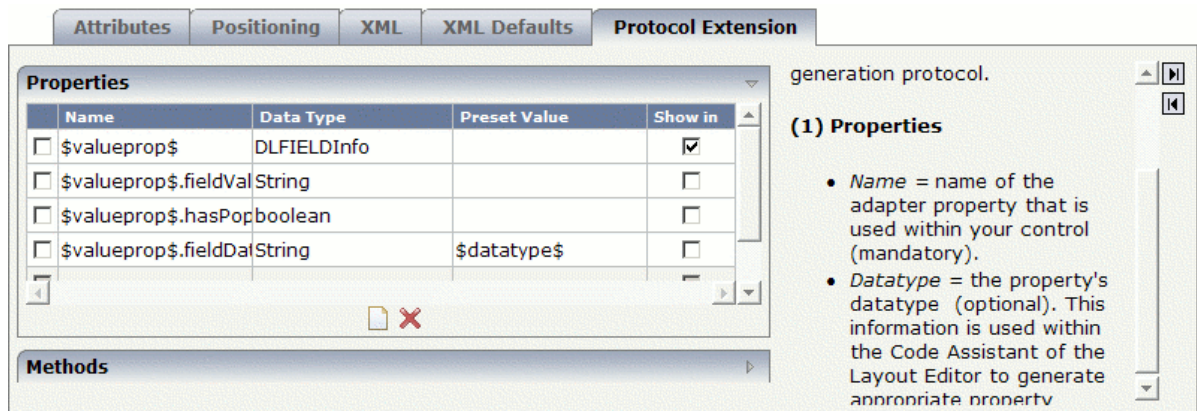 Attributes Positioning XML XML Defaults Protocol Extension
Properties
Name Data Type Preset Value Show in
$valueprop$ DLFIELDInfo
$valueprop$.fieldVal String
$valueprop$.hasPop boolean
$valueprop$.fieldDat String $datatype$
Methods
generation protocol.
(1) Properties
• Name = name of the
adapter property that is
used within your control
(mandatory).
• Datatype = the property's
datatype (optional). This
information is used within
the Code Assistant of the
Layout Editor to generate
appropriate property